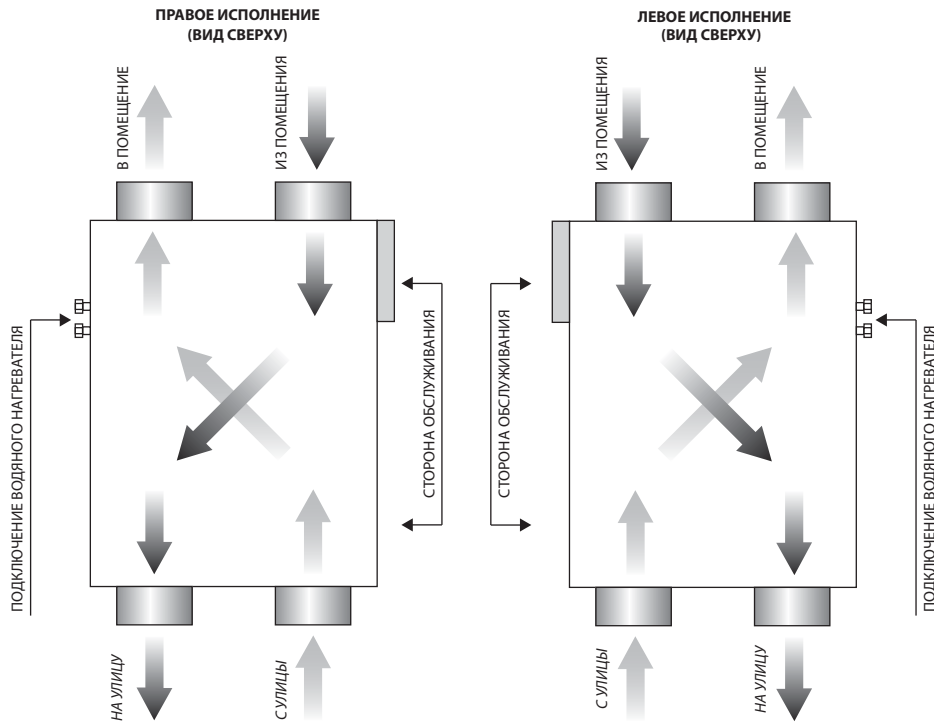 ПРАВОЕ ИСПОЛНЕНИЕ
(ВИД СВЕРХУ)
В ПОМЕЩЕНИЕ
ИЗ ПОМЕЩЕНИЯ
ПОДКЛЮЧЕНИЕ ВОДЯНОГО НАГРЕВАТЕЛЯ
СТОРОНА ОБСЛУЖИВАНИЯ
НА УЛИЦУ
С УЛИЦЫ
ЛЕВОЕ ИСПОЛНЕНИЕ
(ВИД СВЕРХУ)
ИЗ ПОМЕЩЕНИЯ
В ПОМЕЩЕНИЕ
СТОРОНА ОБСЛУЖИВАНИЯ
ПОДКЛЮЧЕНИЕ ВОДЯНОГО НАГРЕВАТЕЛЯ
С УЛИЦЫ
НА УЛИЦУ